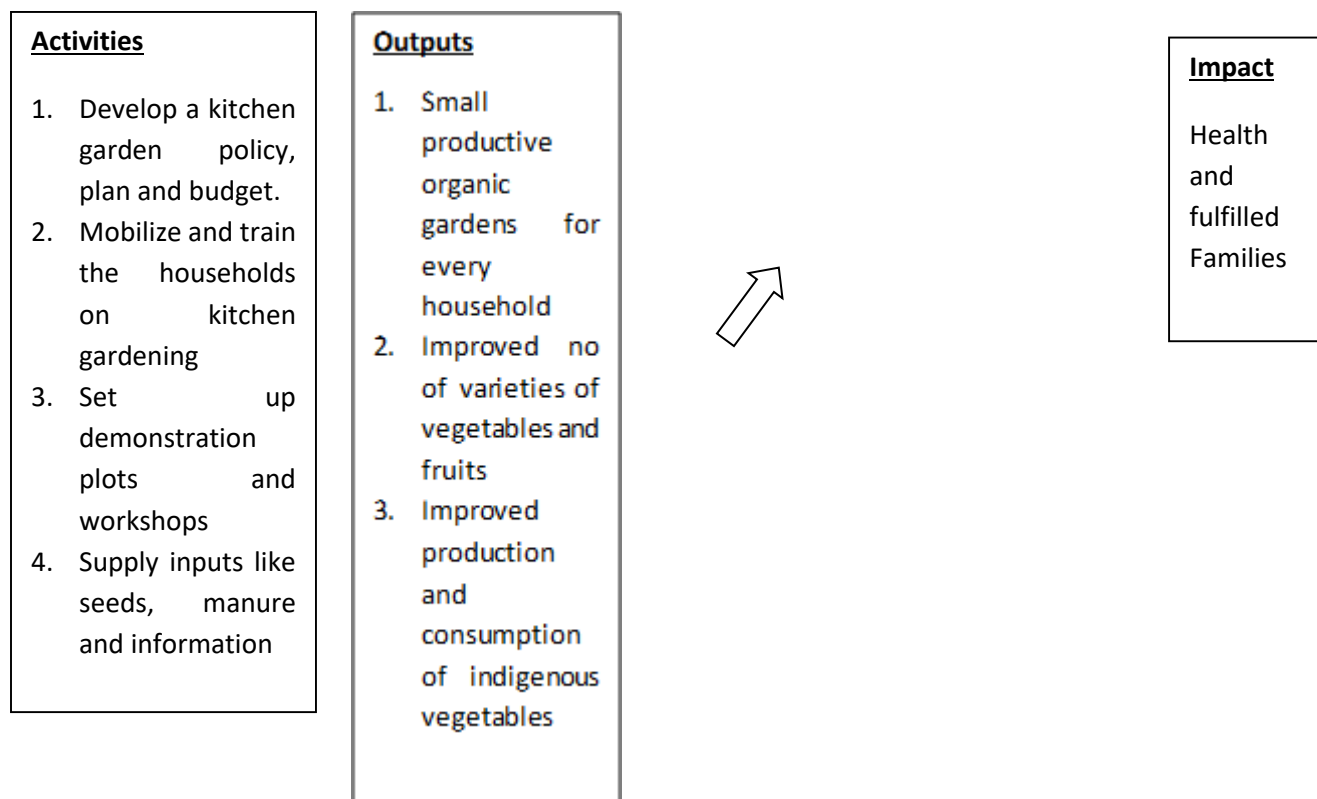 Activities
1. Develop a kitchen
garden policy,
plan and budget.
2. Mobilize and train
the households
on kitchen
gardening
3. Set up
demonstration
plots and
workshops
4. Supply inputs like
seeds, manure
and information
Outputs
1. Small
productive
organic
gardens for
every
household
2. Improved no
of varieties of
vegetables and
fruits
3. Improved
production
and
consumption
of indigenous
vegetables
Impact
Health
and
fulfilled
Families